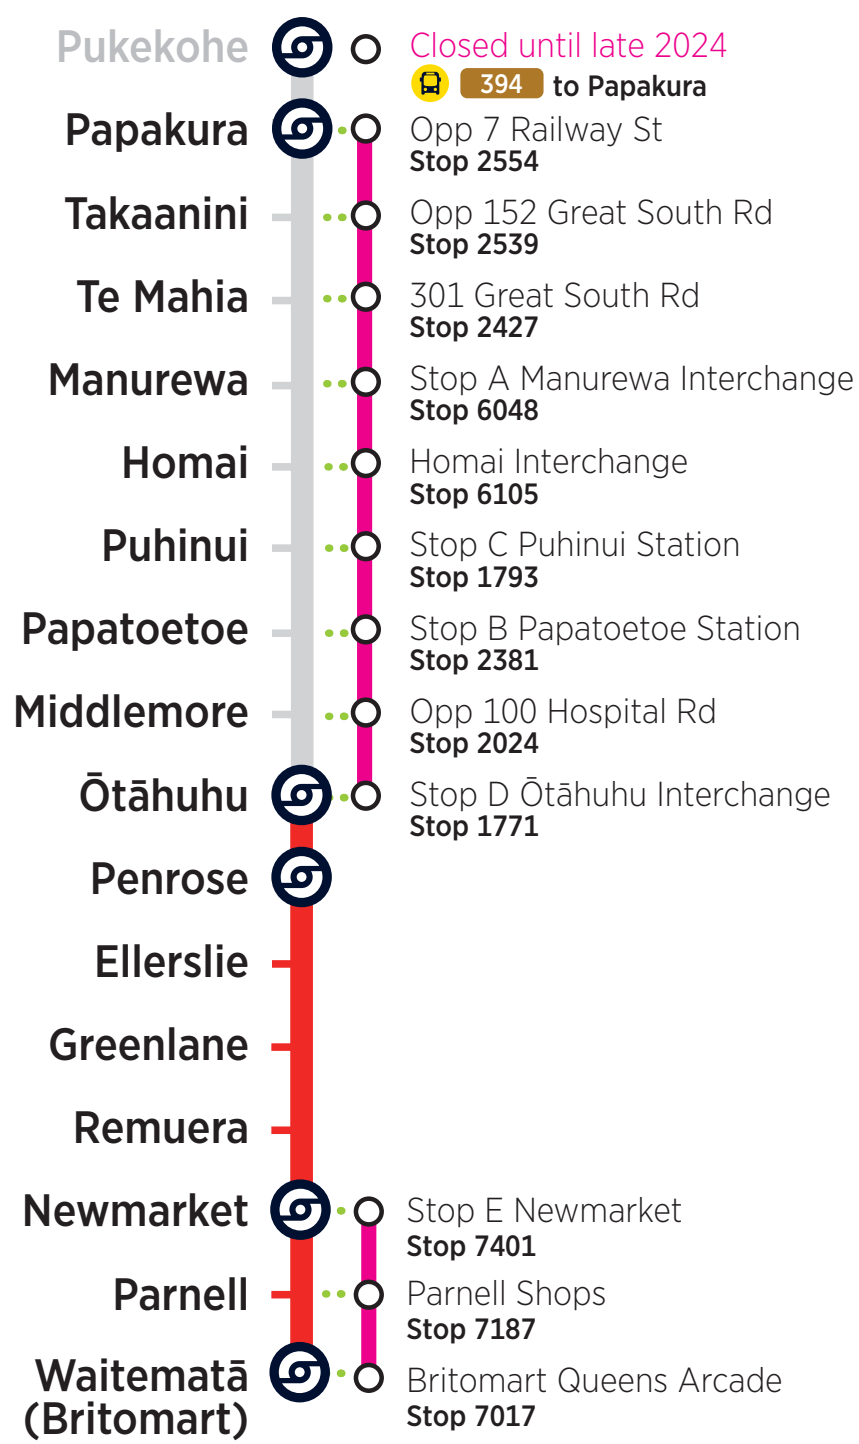 Pukekohe
Closed until late 2024
394 to Papakura
Papakura
Opp 7 Railway St
Stop 2554
Takaanini
Opp 152 Great South Rd
Stop 2539
Te Mahia
301 Great South Rd
Stop 2427
Manurewa
Stop A Manurewa Interchange
Stop 6048
Homai
Homai Interchange
Stop 6105
Puhinui
Stop C Puhinui Station
Stop 1793
Papatoetoe
Stop B Papatoetoe Station
Stop 2381
Middlemore
Opp 100 Hospital Rd
Stop 2024
Ōtāhuhu
Stop D Ōtāhuhu Interchange
Stop 1771
Penrose
Ellerslie
Greenlane
Remuera
Newmarket
Stop E Newmarket
Stop 7401
Parnell
Parnell Shops
Stop 7187
Waitematā
(Britomart)
Britomart Queens Arcade
Stop 7017